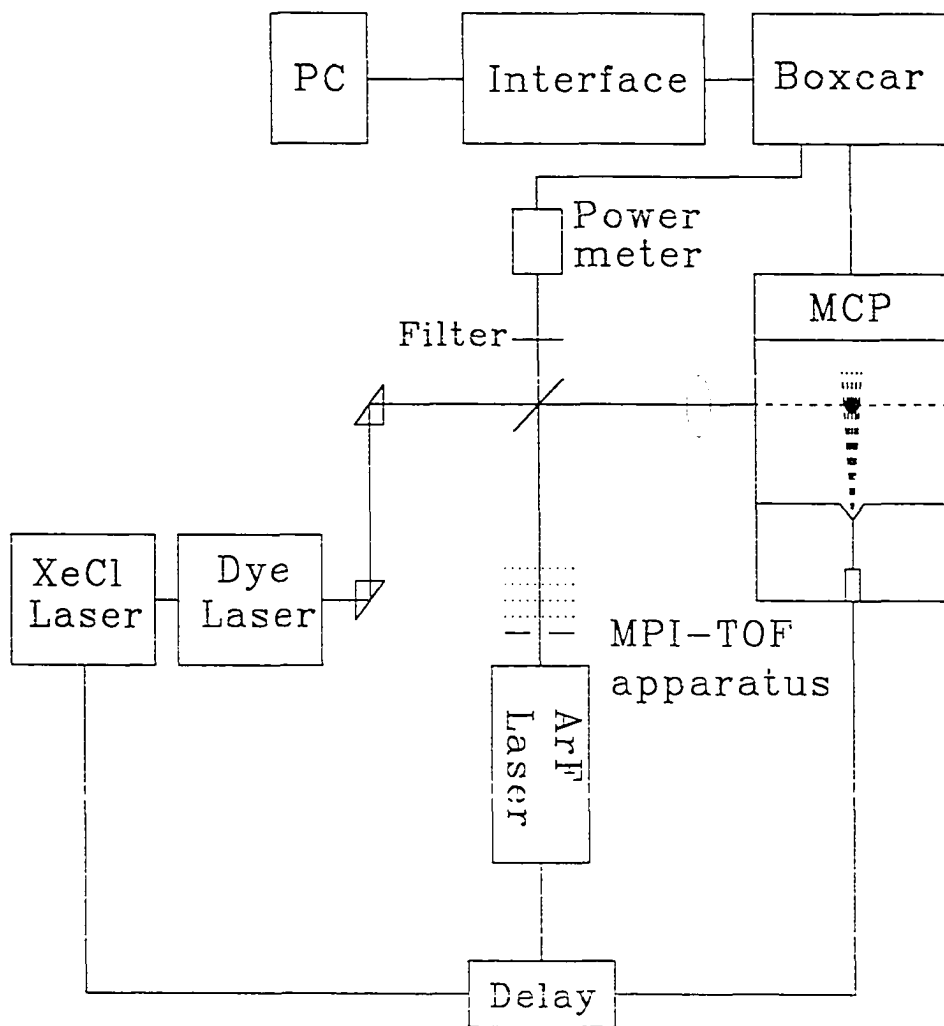 PC
Interface
Boxcar
Power
meter
MCP
Filter
XeCl
Laser
Dye
Laser
MPI-TOF
apparatus
ArF
Laser
Delay